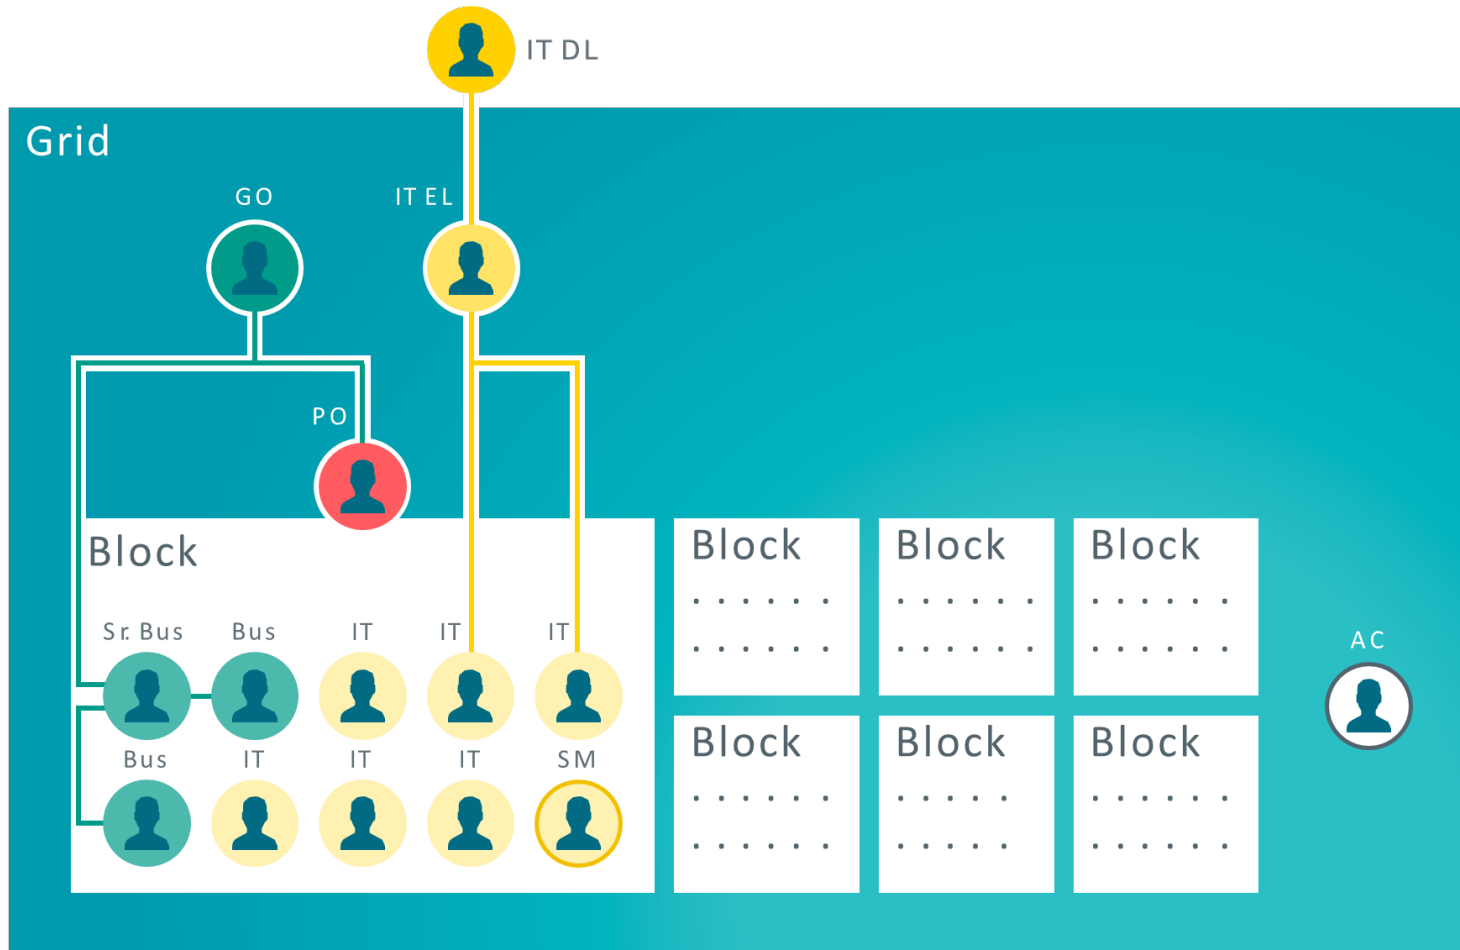 IT DL
Grid
GO
IT EL
PO
Block
Block
Block
Block
Sr. Bus
Bus
IT
IT
IT
AC
Bus
IT
IT
IT
SM
Block
Block
Block